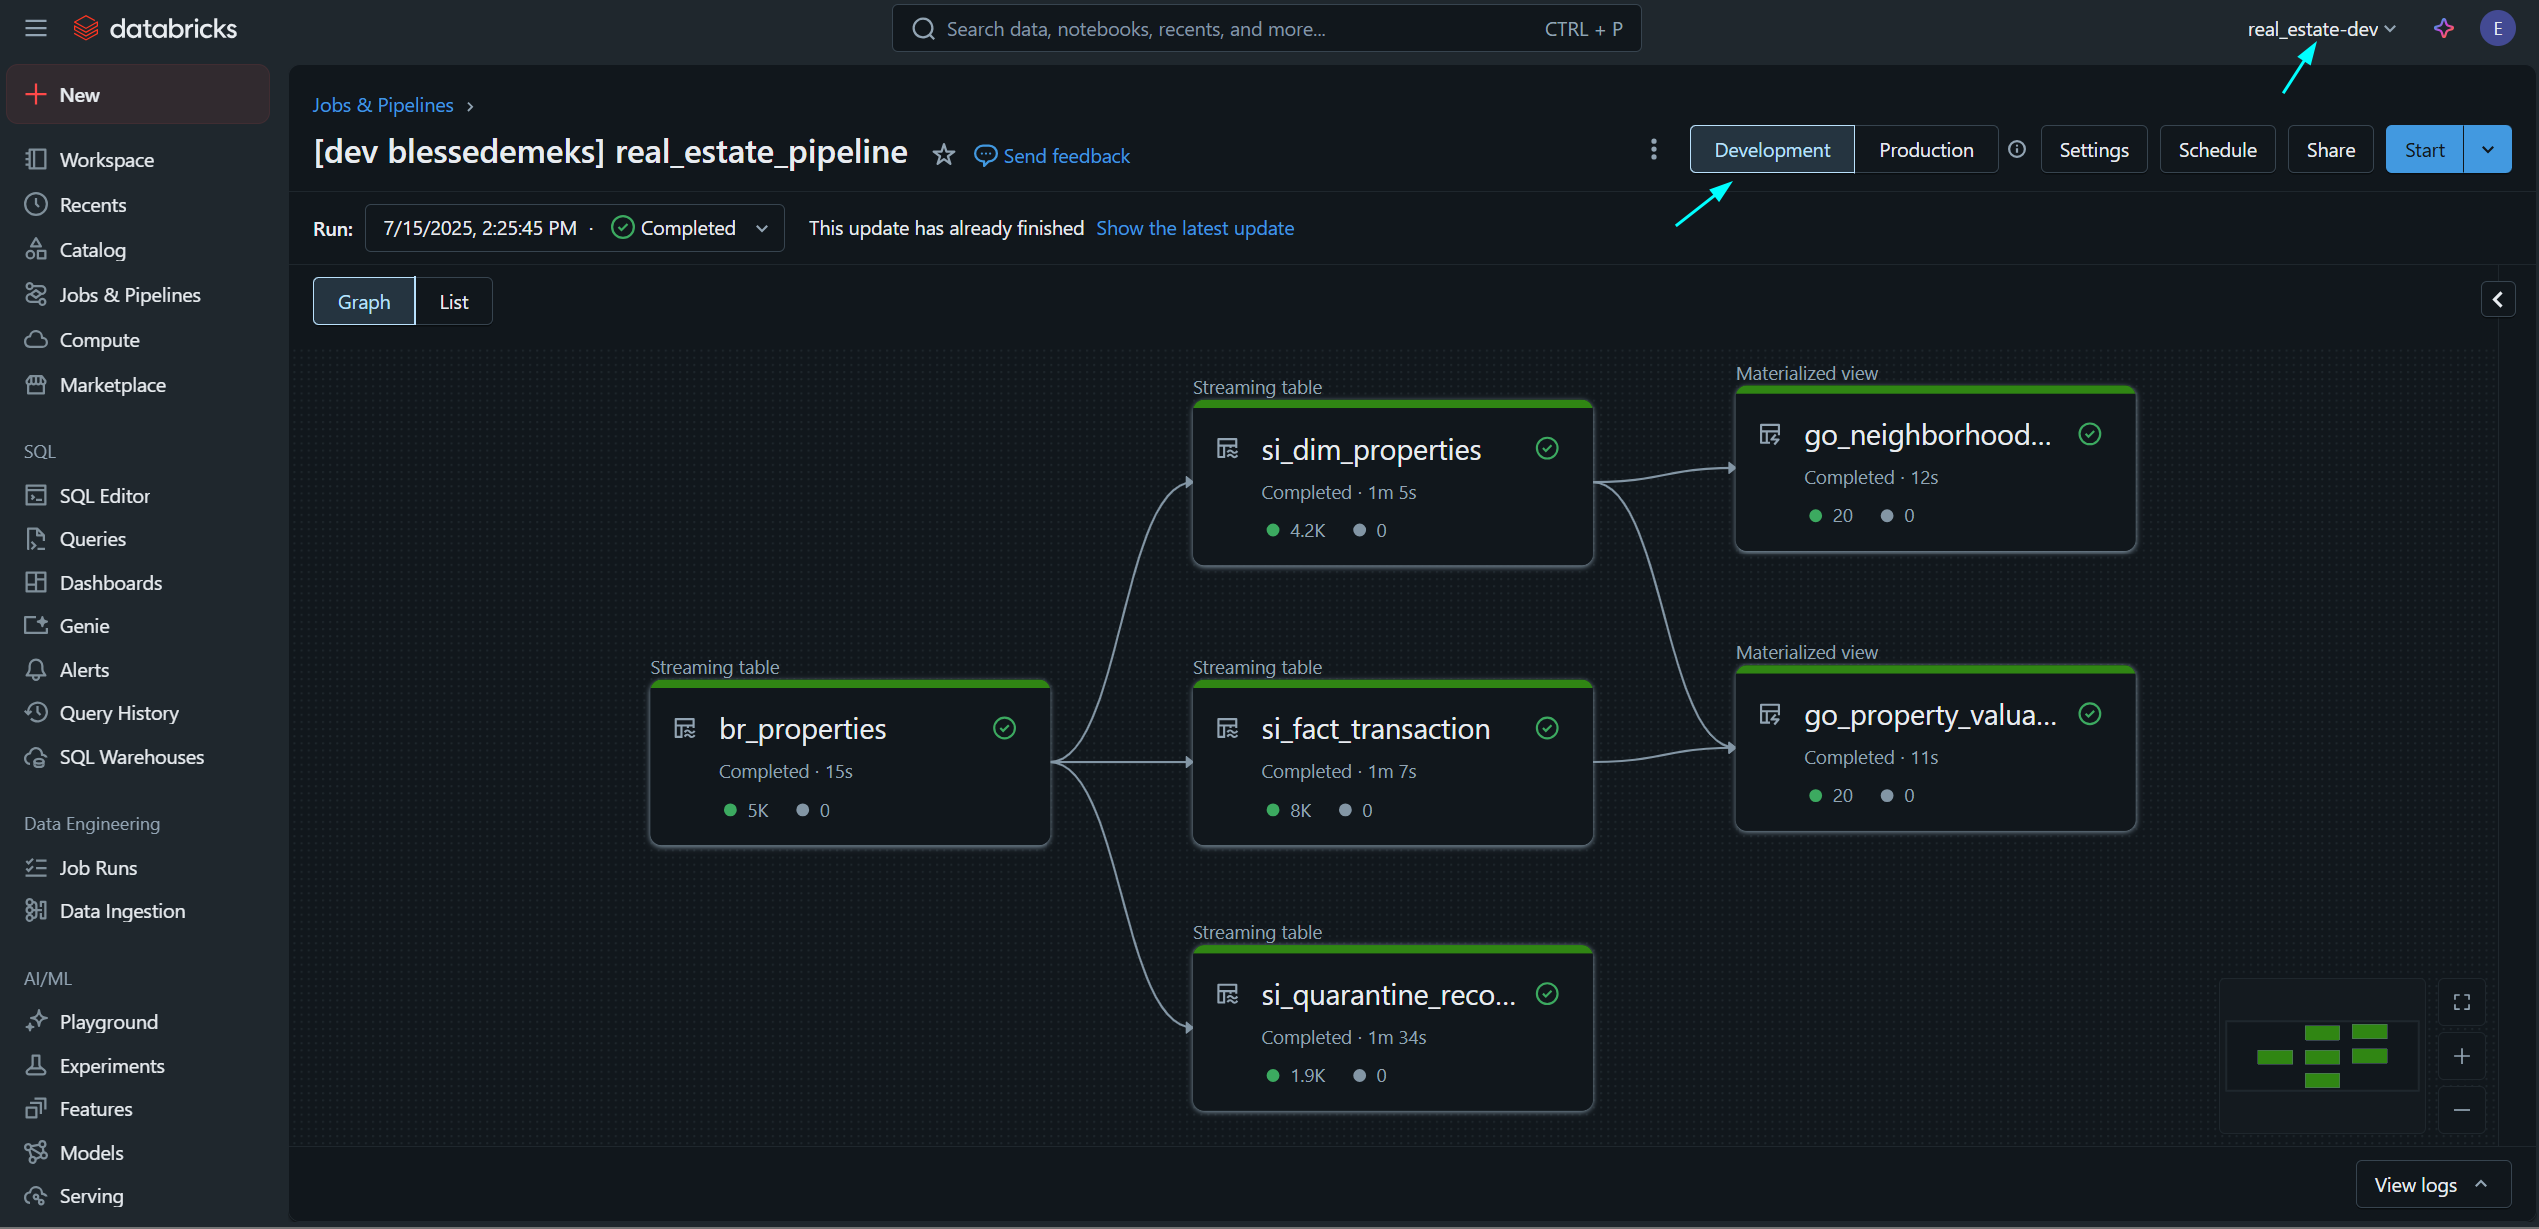 databricks
Search data, notebooks, recents, and more...
CTRL + P
real_estate-dev
E
New
Workspace
Recents
Catalog
Jobs & Pipelines
Compute
Marketplace
SQL
SQL Editor
Queries
Dashboards
Genie
Alerts
Query History
SQL Warehouses
Data Engineering
Job Runs
Data Ingestion
AI/ML
Playground
Experiments
Features
Models
Serving
Jobs & Pipelines
[dev blessedemeks] real_estate_pipeline
Send feedback
Development
Production
Settings
Schedule
Share
Start
Run:
7/15/2025, 2:25:45 PM · Completed
This update has already finished Show the latest update
Graph
List
Streaming table
br_properties
Completed · 15s
5K 0
Streaming table
si_dim_properties
Completed · 1m 5s
4.2K 0
Streaming table
si_fact_transaction
Completed · 1m 7s
8K 0
Streaming table
si_quarantine_reco...
Completed · 1m 34s
1.9K 0
Materialized view
go_neighborhood...
Completed · 12s
20 0
Materialized view
go_property_valua...
Completed · 11s
20 0
View logs